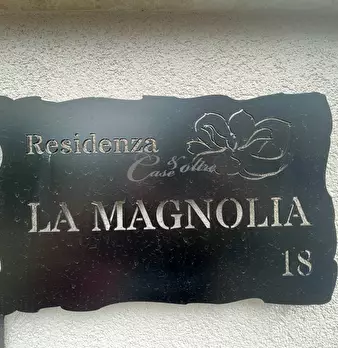 Residenza
Case & oltre
LA MAGNOLIA
18